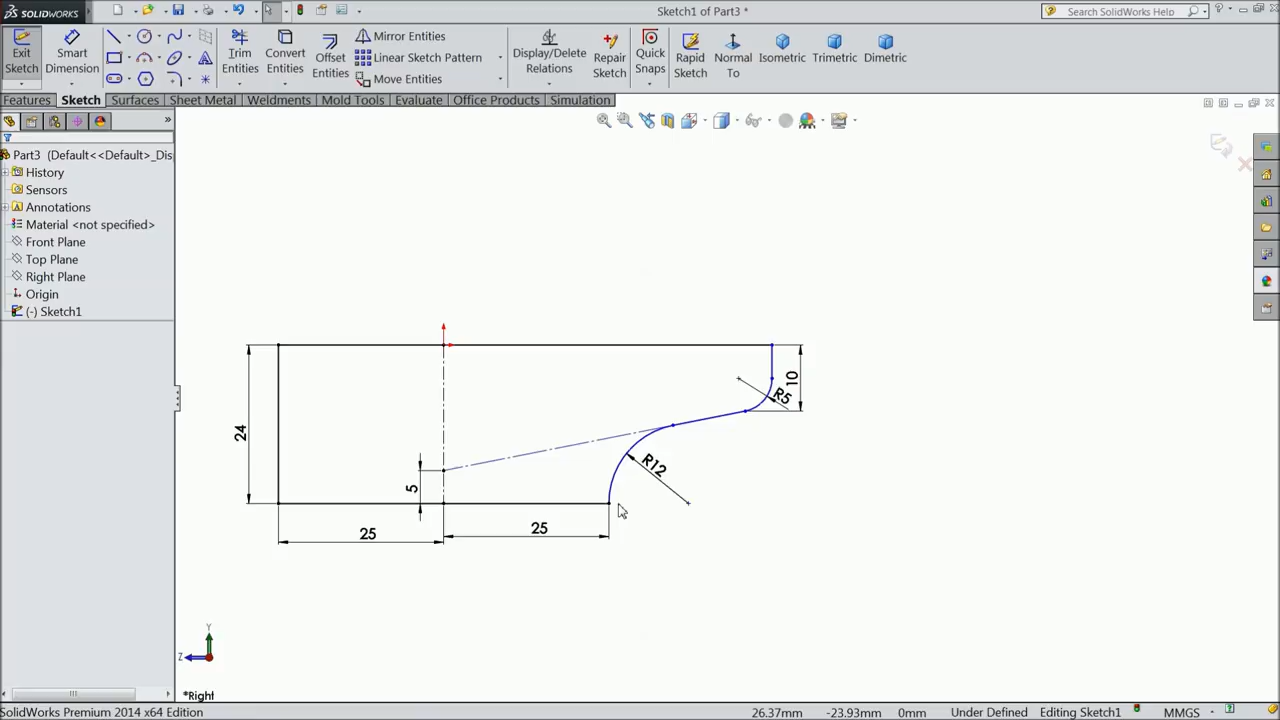 SOLIDWORKS
Sketch1 of Part3 *
Search SolidWorks Help
Exit Sketch
Smart Dimension
Trim Entities
Convert Entities
Offset Entities
Mirror Entities
Linear Sketch Pattern
Move Entities
Display/Delete Relations
Repair Sketch
Quick Snaps
Rapid Sketch
Normal To
Isometric
Trimetric
Dimetric
Features Sketch Surfaces Sheet Metal Weldments Mold Tools Evaluate Office Products Simulation
Part3 (Default<<Default>_Dis
History
Sensors
Annotations
Material <not specified>
Front Plane
Top Plane
Right Plane
Origin
(-) Sketch1
10
R5
24
R12
5
25
25
Y
Z
*Right
SolidWorks Premium 2014 x64 Edition
26.37mm -23.93mm 0mm Under Defined Editing Sketch1 MMGS